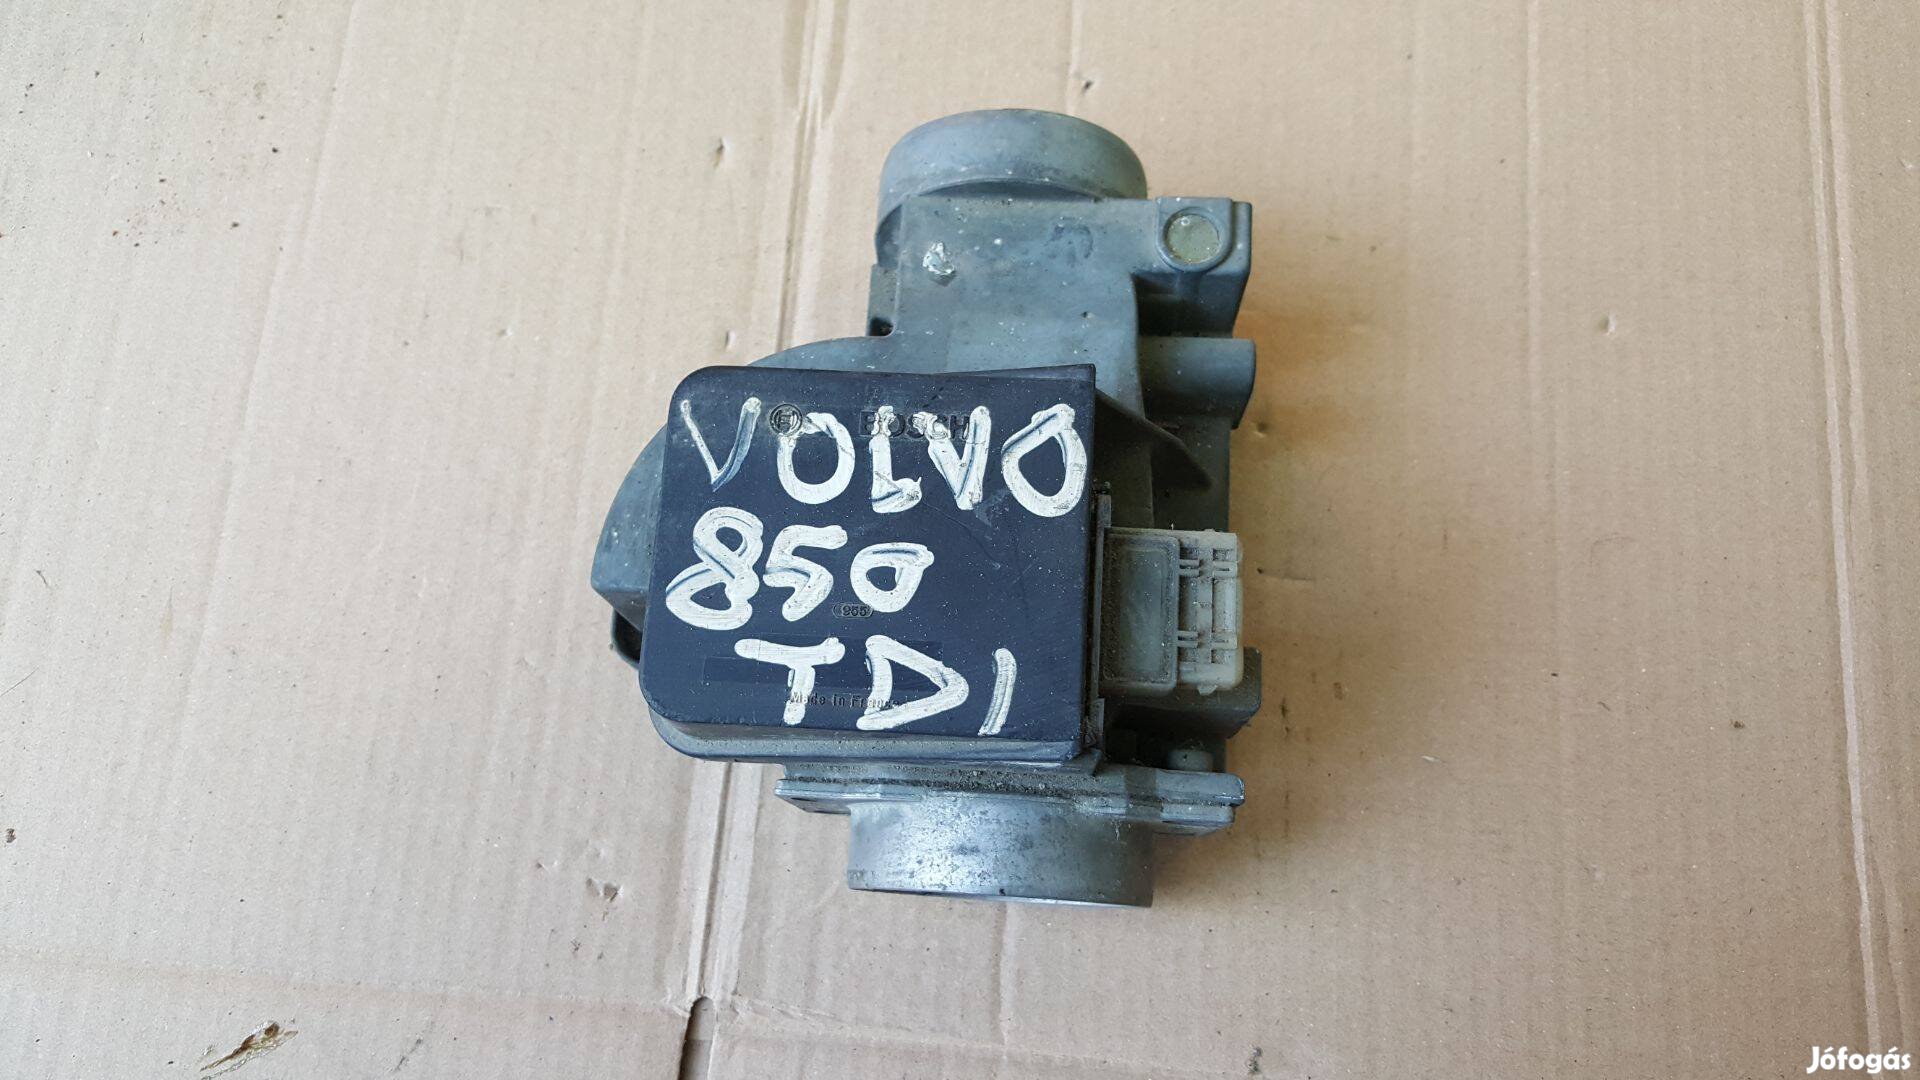 BOSCH
VOLVO
850
955
TDI
Made in France
Jófogás